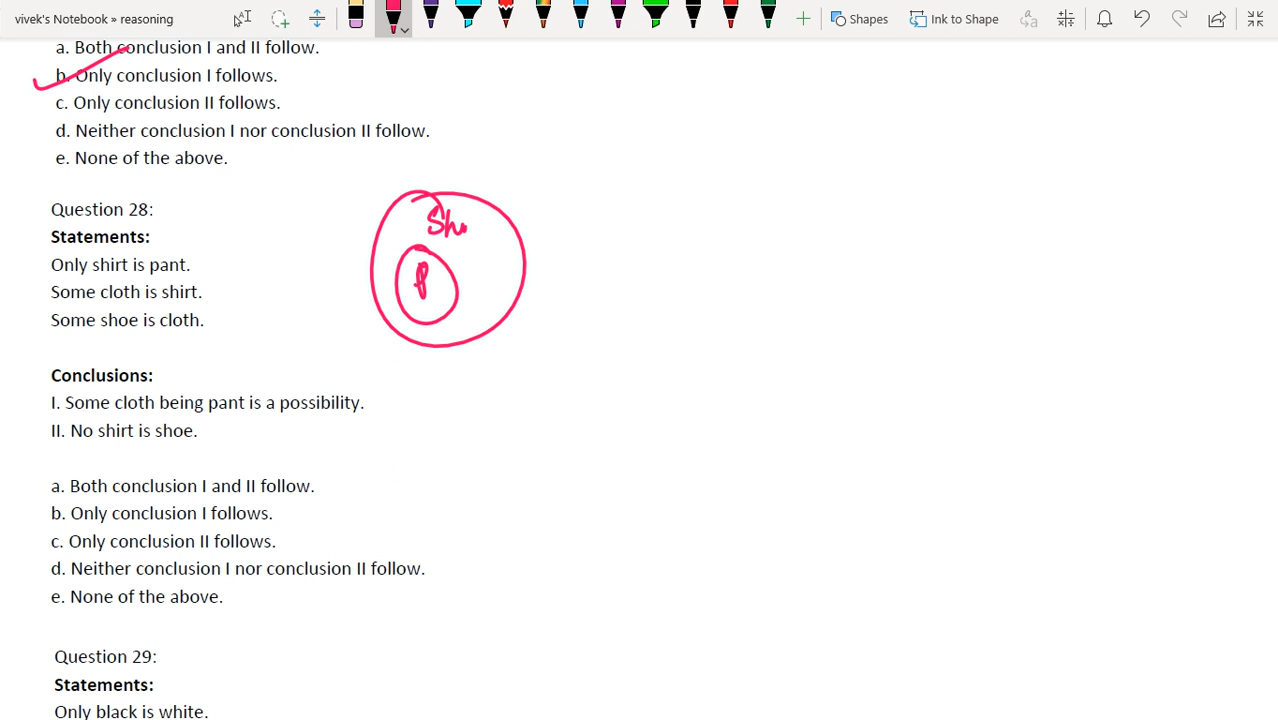 vivek's Notebook » reasoning
Shapes
Ink to Shape
a. Both conclusion I and II follow.
b. Only conclusion I follows.
c. Only conclusion II follows.
d. Neither conclusion I nor conclusion II follow.
e. None of the above.
Question 28:
Statements:
Only shirt is pant.
Some cloth is shirt.
Some shoe is cloth.
Sh
P
Conclusions:
I. Some cloth being pant is a possibility.
II. No shirt is shoe.
a. Both conclusion I and II follow.
b. Only conclusion I follows.
c. Only conclusion II follows.
d. Neither conclusion I nor conclusion II follow.
e. None of the above.
Question 29:
Statements:
Only black is white.